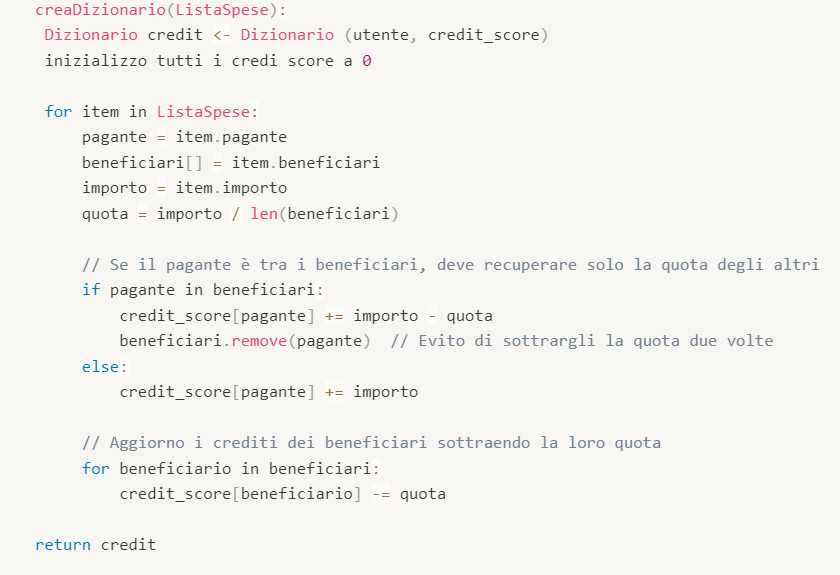 creaDizionario(ListaSpese):
Dizionario credit <- Dizionario (utente, credit_score)
inizializzo tutti i credi score a 0
for item in ListaSpese:
pagante = item.pagante
beneficiari[] = item.beneficiari
importo = item.importo
quota = importo / len(beneficiari)
// Se il pagante è tra i beneficiari, deve recuperare solo la quota degli altri
if pagante in beneficiari:
credit_score[pagante] += importo - quota
beneficiari.remove(pagante)  // Evito di sottrargli la quota due volte
else:
credit_score[pagante] += importo
// Aggiorno i crediti dei beneficiari sottraendo la loro quota
for beneficiario in beneficiari:
credit_score[beneficiario] -= quota
return credit